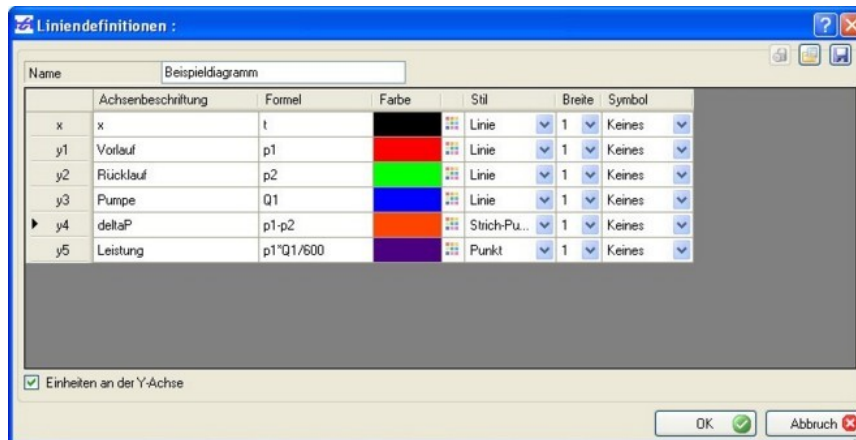 Liniendefinitionen :
Name Beispieldiagramm
Achsenbeschriftung Formel Farbe Stil Breite Symbol
x x t Linie 1 Keines
y1 Vorlauf p1 Linie 1 Keines
y2 Rücklauf p2 Linie 1 Keines
y3 Pumpe Q1 Linie 1 Keines
y4 deltaP p1-p2 Strich-Pu... 1 Keines
y5 Leistung p1*Q1/600 Punkt 1 Keines
Einheiten an der Y-Achse
OK Abbruch